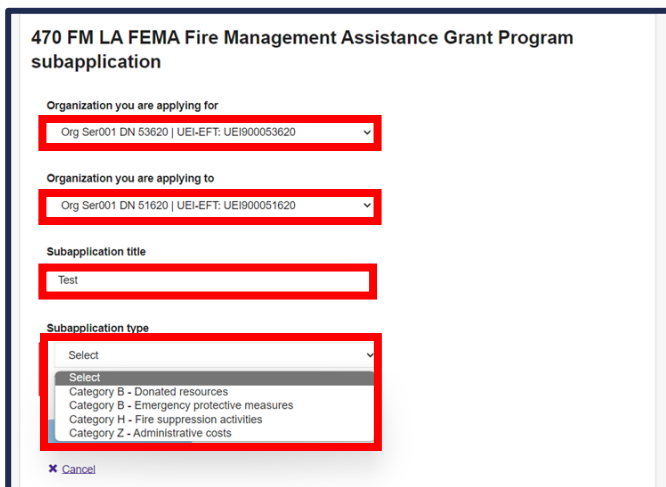 470 FM LA FEMA Fire Management Assistance Grant Program
subapplication
Organization you are applying for
Org Ser001 DN 53620 | UEI-EFT: UEI900053620
Organization you are applying to
Org Ser001 DN 51620 | UEI-EFT: UEI900051620
Subapplication title
Test
Subapplication type
Select
Select
Category B - Donated resources
Category B - Emergency protective measures
Category H - Fire suppression activities
Category Z - Administrative costs
Cancel